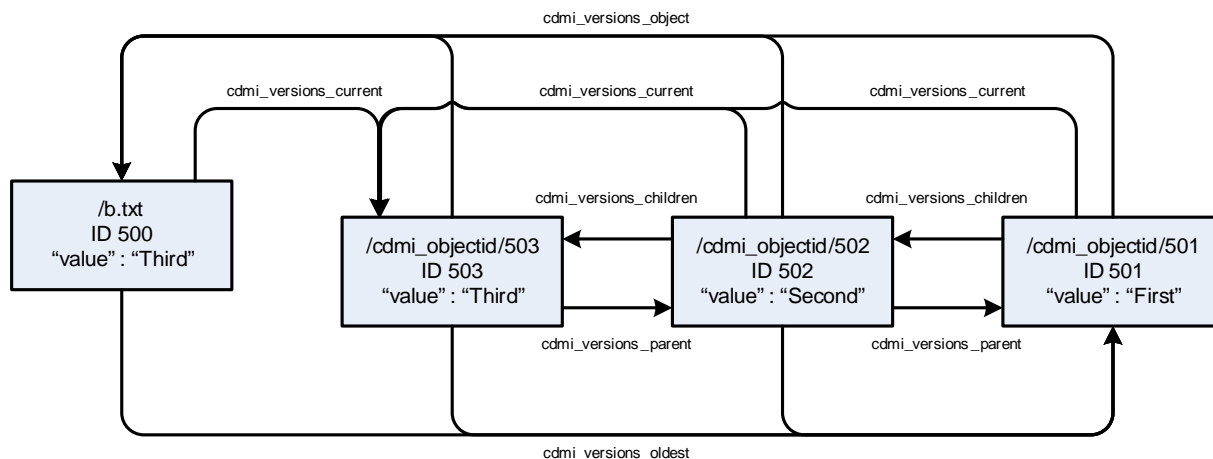 cdmi_versions_object
cdmi_versions_current
cdmi_versions_current
cdmi_versions_current
/b.txt
ID 500
“value” : “Third”
cdmi_versions_children
cdmi_versions_children
/cdmi_objectid/503
ID 503
“value” : “Third”
/cdmi_objectid/502
ID 502
“value” : “Second”
/cdmi_objectid/501
ID 501
“value” : “First”
cdmi_versions_parent
cdmi_versions_parent
cdmi_versions_oldest